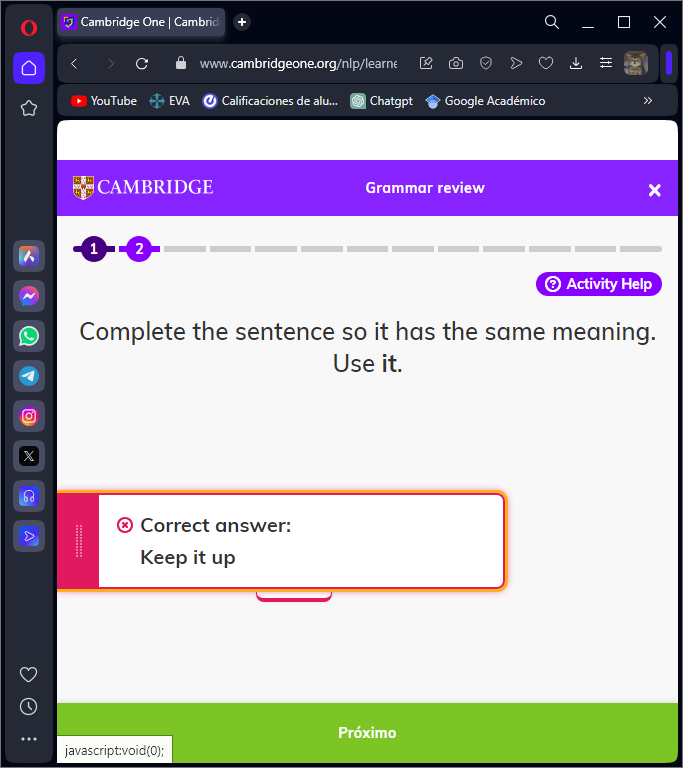 Cambridge One | Cambrid
www.cambridgeone.org/nlp/learne
YouTube
EVA
Calificaciones de alu...
Chatgpt
Google Académico
CAMBRIDGE
Grammar review
1
2
Activity Help
Complete the sentence so it has the same meaning.
Use it.
Correct answer:
Keep it up
Próximo
javascript:void(0);